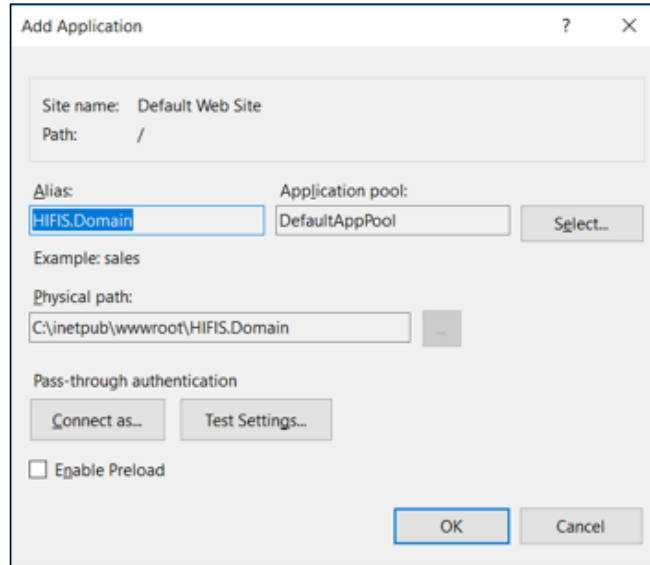 Add Application
? ×
Site name: Default Web Site
Path: /
Alias: Application pool:
HIFIS.Domain DefaultAppPool Select...
Example: sales
Physical path:
C:\inetpub\wwwroot\HIFIS.Domain ...
Pass-through authentication
Connect as... Test Settings...
Enable Preload
OK Cancel